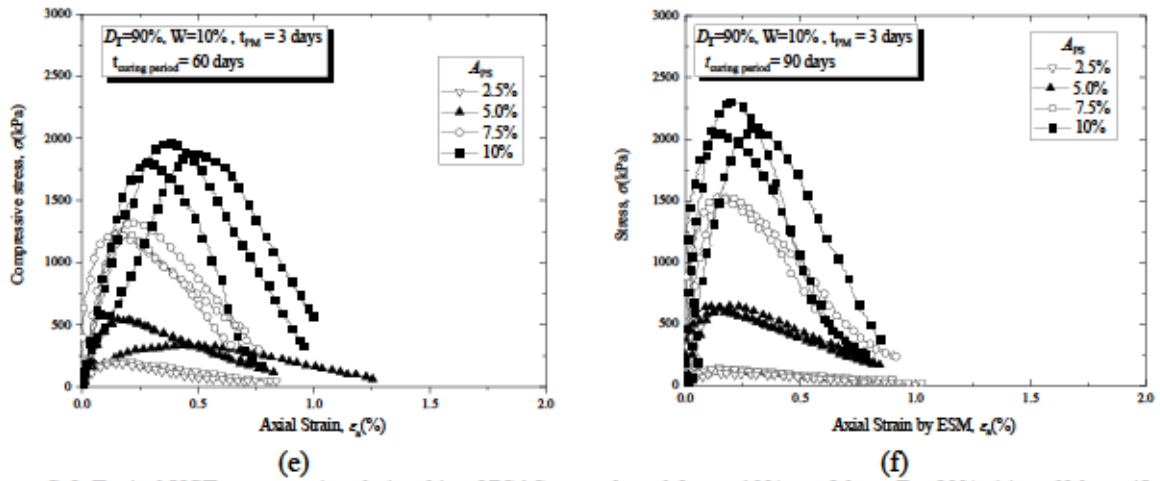 3000
2500
2000
1500
1000
500
0
Compressive stress, σ(kPa)
D_T=90%, W=10% , t_PM = 3 days
t_curing period= 60 days
A_PS
2.5%
5.0%
7.5%
10%
0.0 0.5 1.0 1.5 2.0
Axial Strain, ε_a(%)
(e)
3000
2500
2000
1500
1000
500
0
Stress, σ(kPa)
D_T=90%, W=10% , t_PM = 3 days
t_curing period= 90 days
A_PS
2.5%
5.0%
7.5%
10%
0.0 0.5 1.0 1.5 2.0
Axial Strain by ESM, ε_a(%)
(f)